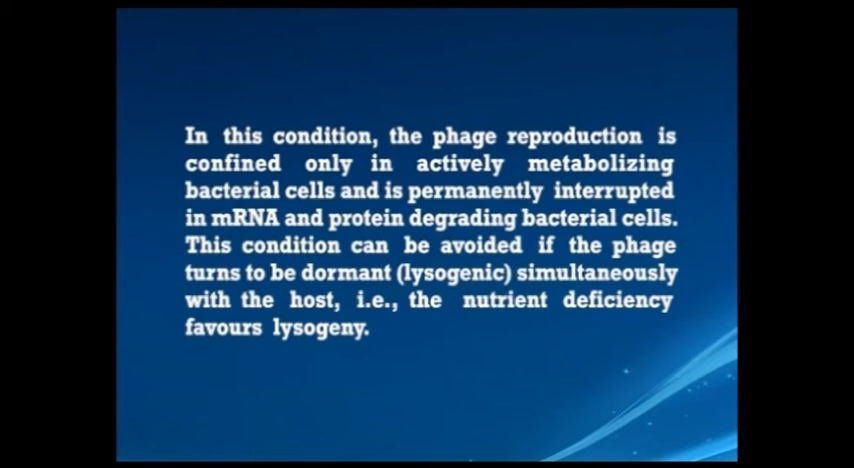 In this condition, the phage reproduction is
confined only in actively metabolizing
bacterial cells and is permanently interrupted
in mRNA and protein degrading bacterial cells.
This condition can be avoided if the phage
turns to be dormant (lysogenic) simultaneously
with the host, i.e., the nutrient deficiency
favours lysogeny.